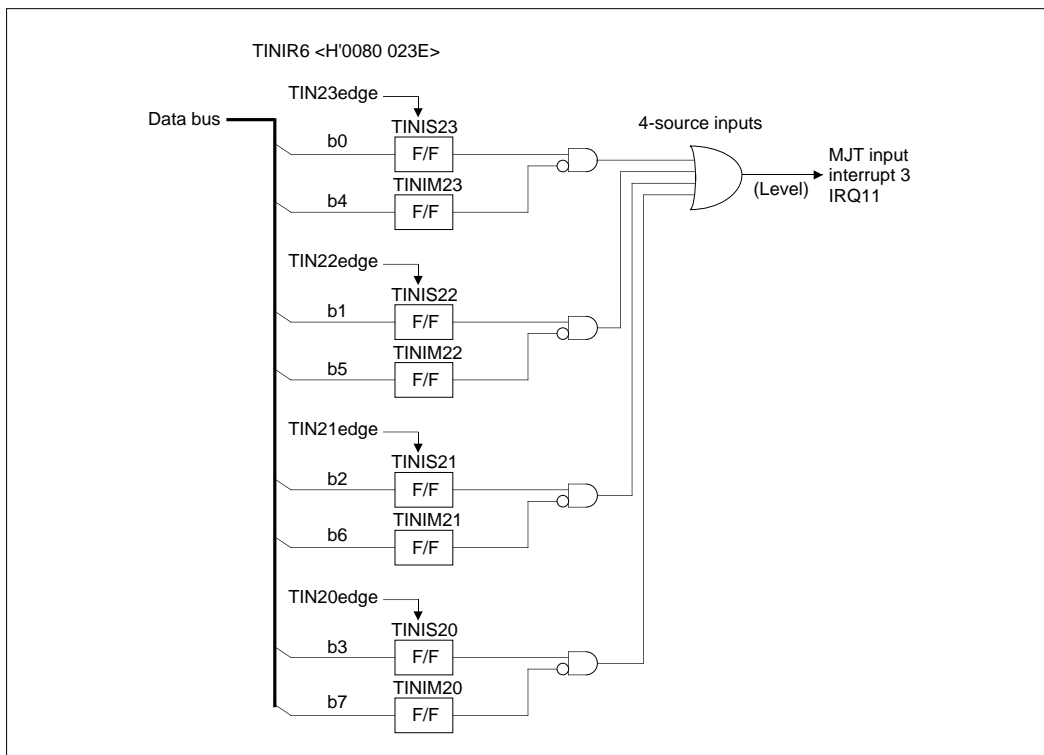 TINIR6 <H'0080 023E>
TIN23edge
Data bus
TINIS23
4-source inputs
b0
F/F
MJT input
interrupt 3
IRQ11
(Level)
TINIM23
b4
F/F
TIN22edge
TINIS22
b1
F/F
TINIM22
b5
F/F
TIN21edge
TINIS21
b2
F/F
TINIM21
b6
F/F
TIN20edge
TINIS20
b3
F/F
TINIM20
b7
F/F